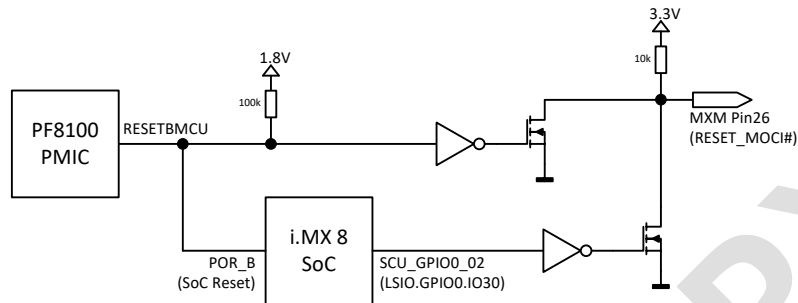 3.3V
1.8V
10k
100k
PF8100
PMIC
RESETBMCU
MXM Pin26
(RESET_MOCI#)
i.MX 8
SoC
POR_B
(SoC Reset)
SCU_GPIO0_02
(LSIO.GPIO0.IO30)